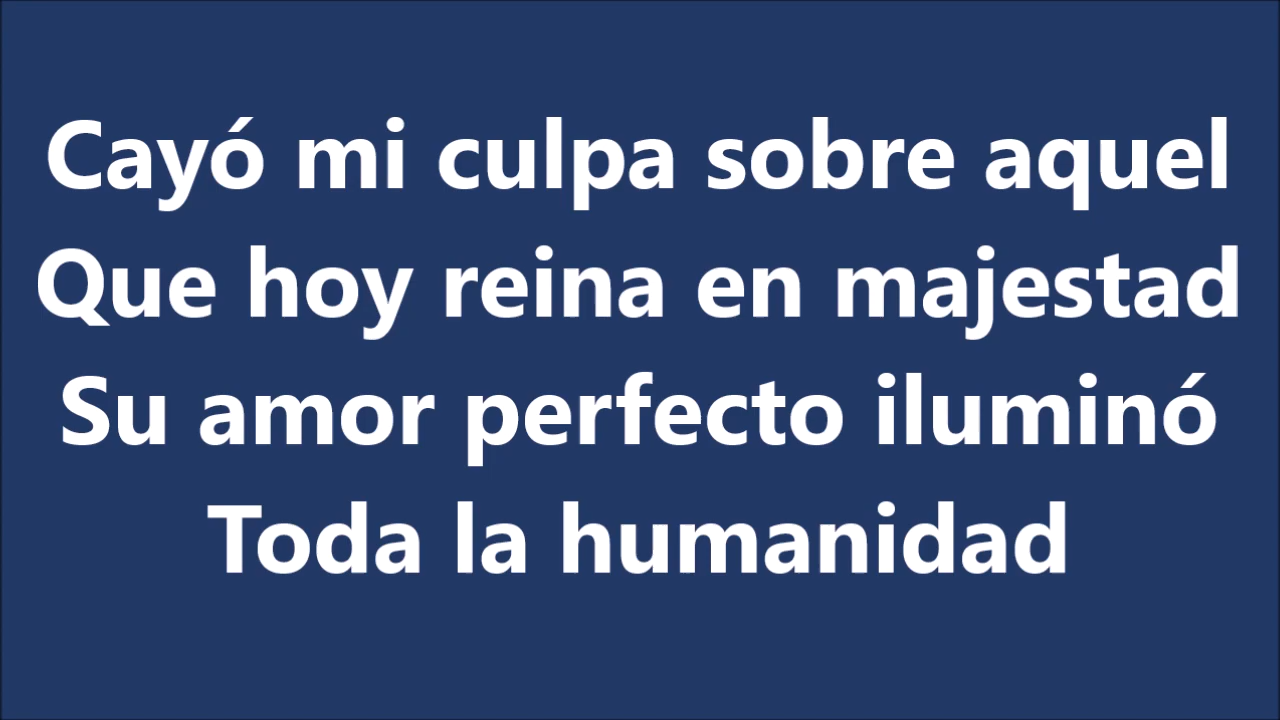 Cayó mi culpa sobre aquel
Que hoy reina en majestad
Su amor perfecto iluminó
Toda la humanidad